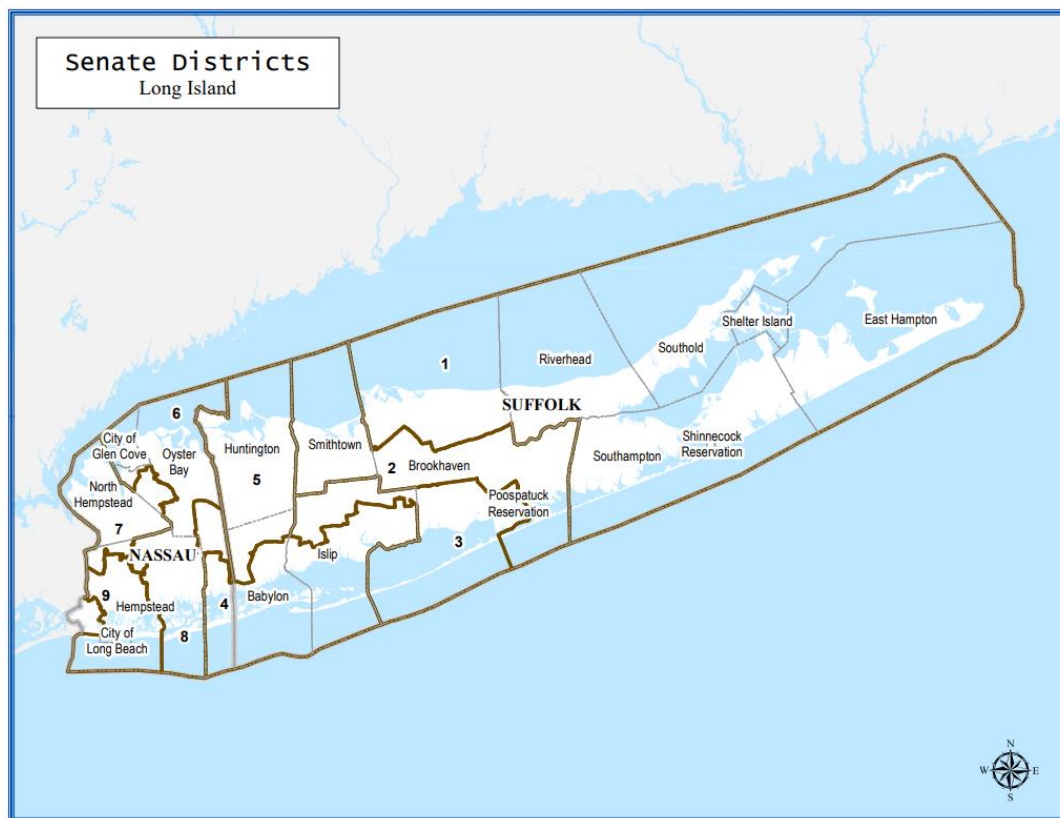 Senate Districts
Long Island
1
Riverhead
Shelter Island
East Hampton
Southold
SUFFOLK
6
City of
Glen Cove
Oyster
Bay
Huntington
Smithtown
Shinnecock
Reservation
Southampton
2
Brookhaven
5
North
Hempstead
Poospatuck
Reservation
7
3
NASSAU
Islip
9
Hempstead
4
Babylon
City of
Long Beach
8
N
W
E
S